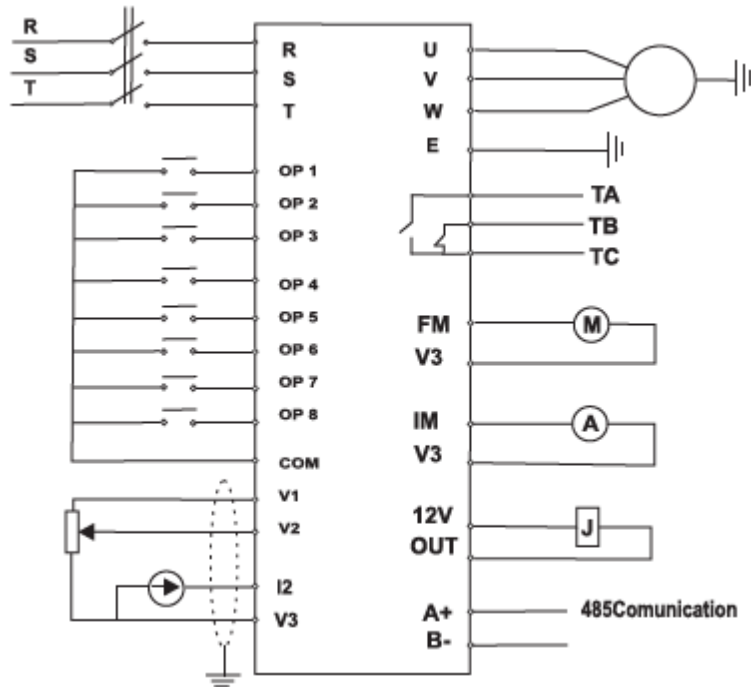 R
S
T
R
S
T
OP 1
OP 2
OP 3
OP 4
OP 5
OP 6
OP 7
OP 8
COM
V1
V2
I2
V3
U
V
W
E
TA
TB
TC
FM
M
V3
IM
A
V3
12V
J
OUT
A+
485Comunication
B-